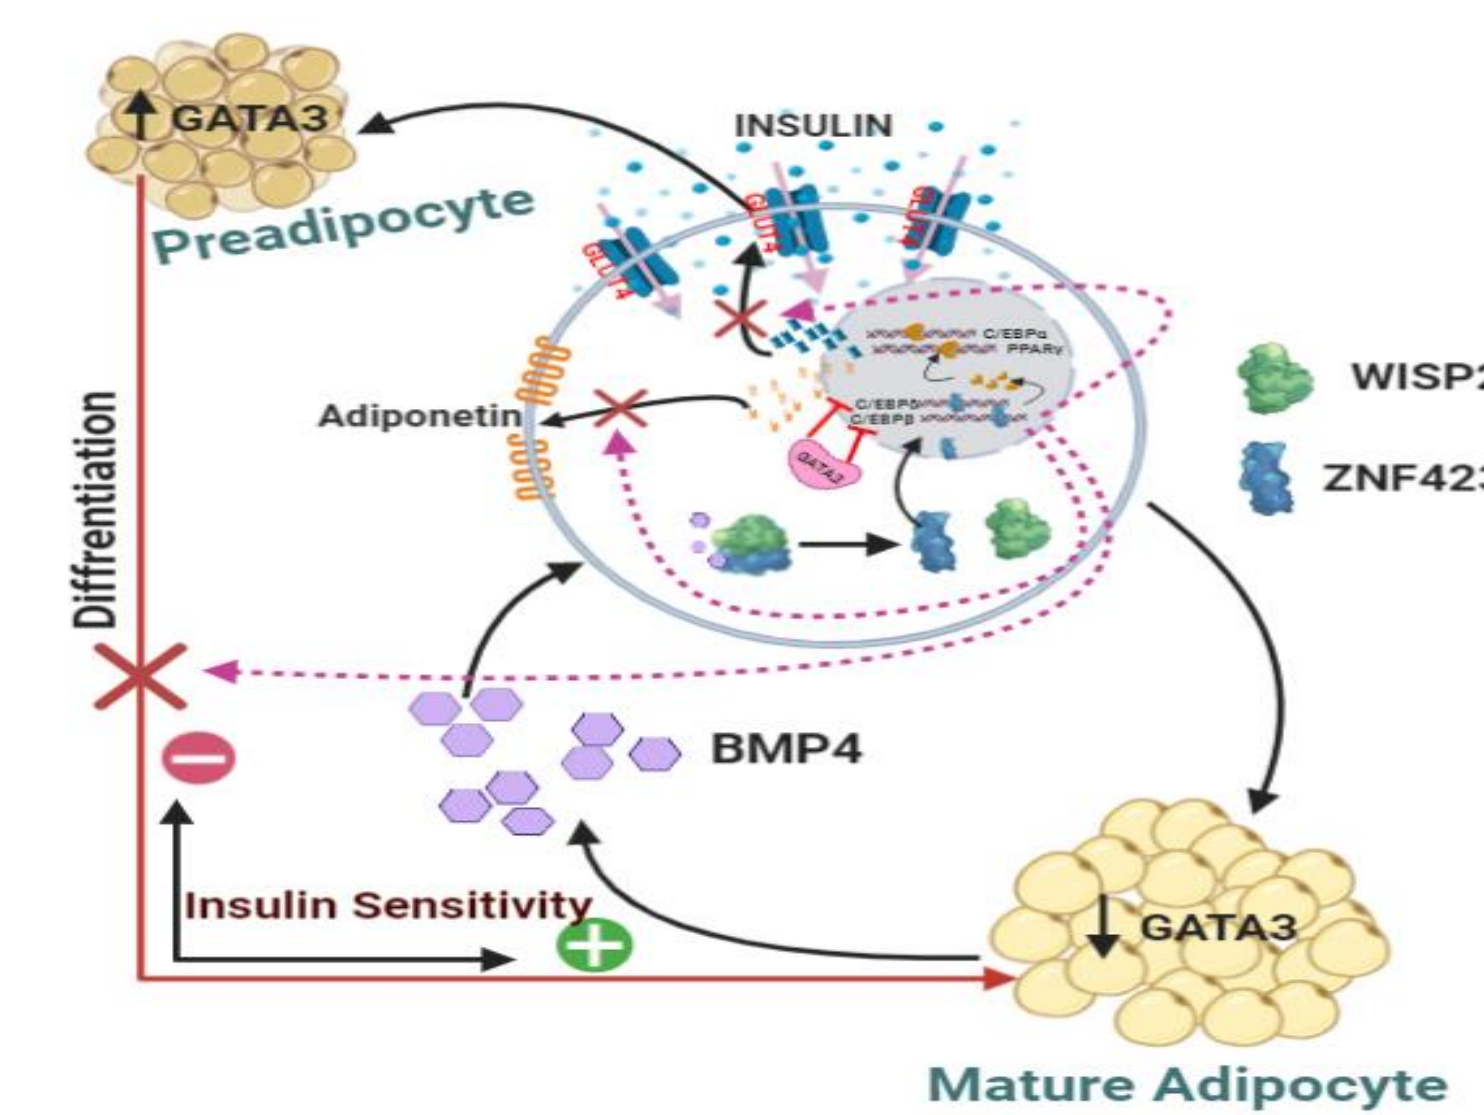 GATA3
INSULIN
Preadipocyte
GLUT4
GLUT4
GLUT4
C/EBPα
PPARγ
WISP2
Adiponetin
C/EBPδ
C/EBPβ
GATA3
ZNF423
Diffrentiation
BMP4
Insulin Sensitivity
GATA3
Mature Adipocyte